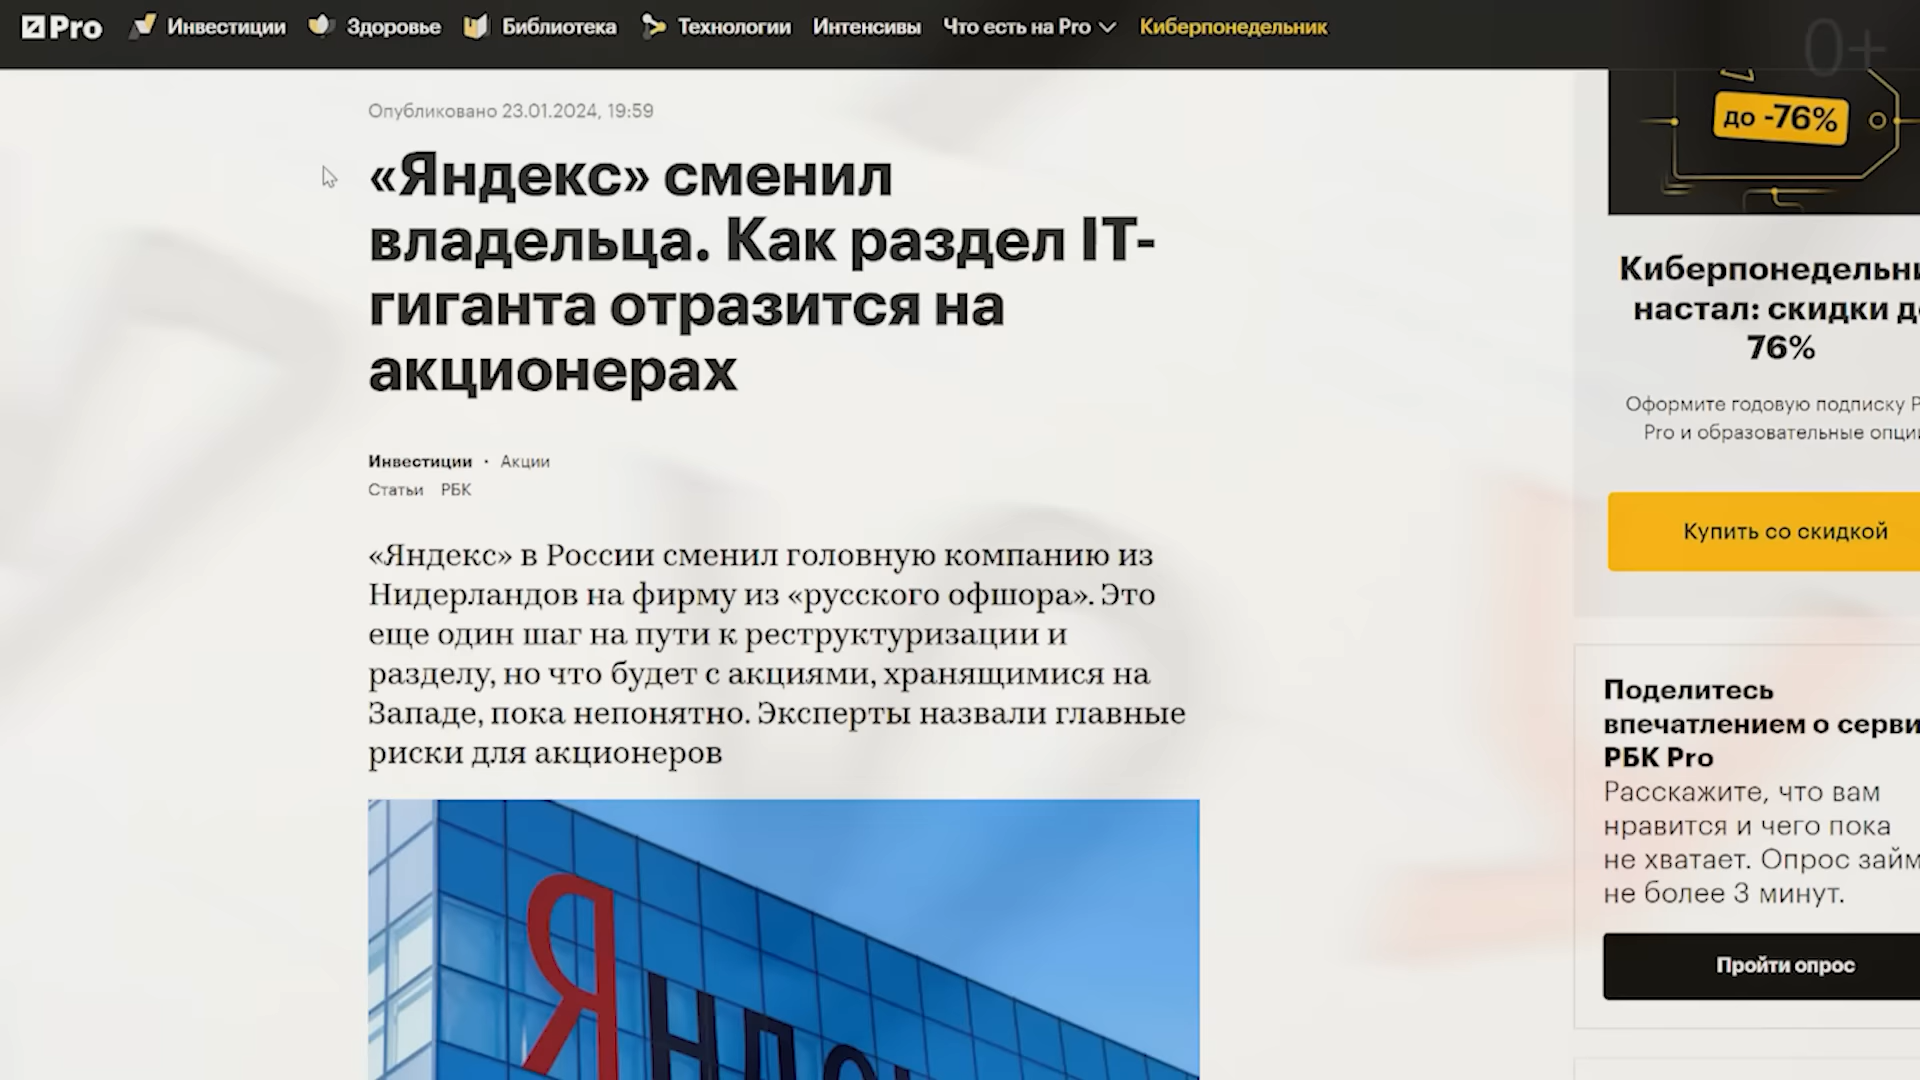 Pro
Инвестиции
Здоровье
Библиотека
Технологии
Интенсивы
Что есть на Pro
Киберпонедельник
0+
Опубликовано 23.01.2024, 19:59
«Яндекс» сменил
владельца. Как раздел IT-
гиганта отразится на
акционерах
Инвестиции · Акции
Статьи РБК
«Яндекс» в России сменил головную компанию из
Нидерландов на фирму из «русского офшора». Это
еще один шаг на пути к реструктуризации и
разделу, но что будет с акциями, хранящимися на
Западе, пока непонятно. Эксперты назвали главные
риски для акционеров
Янде
до -76%
Киберпонедельни
настал: скидки д
76%
Оформите годовую подписку Р
Pro и образовательные опци
Купить со скидкой
Поделитесь
впечатлением о серви
РБК Pro
Расскажите, что вам
нравится и чего пока
не хватает. Опрос займ
не более 3 минут.
Пройти опрос